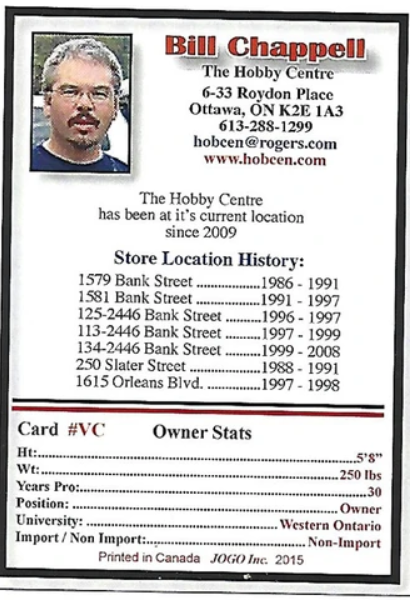 Bill Chappell
The Hobby Centre
6-33 Roydon Place
Ottawa, ON K2E 1A3
613-288-1299
hobcen@rogers.com
www.hobcen.com
The Hobby Centre
has been at it's current location
since 2009
Store Location History:
1579 Bank Street ..................1986 - 1991
1581 Bank Street ..................1991 - 1997
125-2446 Bank Street ...........1996 - 1997
113-2446 Bank Street ...........1997 - 1999
134-2446 Bank Street ...........1999 - 2008
250 Slater Street ...................1988 - 1991
1615 Orleans Blvd. ...............1997 - 1998
Card #VC Owner Stats
Ht:..............................5'8"
Wt:..............................250 lbs
Years Pro:..............................30
Position: ..............................Owner
University: ..............................Western Ontario
Import / Non Import:..............................Non-Import
Printed in Canada JOGO Inc. 2015